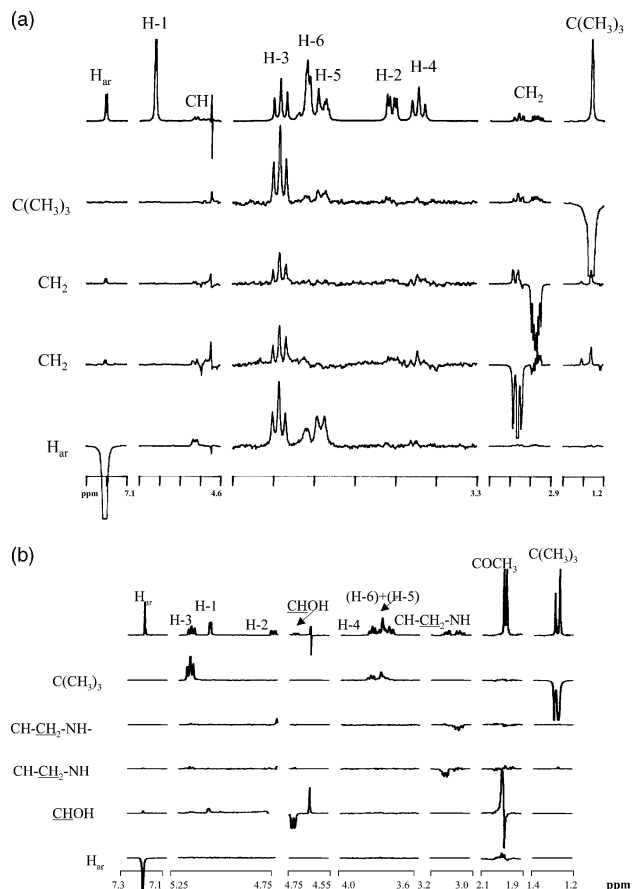 (a)
H-1
C(CH3)3
H-6
Har
H-3
H-5
H-2
H-4
CH
CH2
C(CH3)3
CH2
CH2
Har
ppm
7.1
4.6
3.3
2.9
1.2
(b)
COCH3
C(CH3)3
Har
(H-6)+(H-5)
CHOH
H-3
H-1
H-2
H-4
CH-CH2-NH
C(CH3)3
CH-CH2-NH-
CH-CH2-NH
CHOH
Har
7.3
7.1
5.25
4.75
4.75
4.55
4.0
3.6
3.2
3.0
2.1
1.9
1.4
1.2
ppm